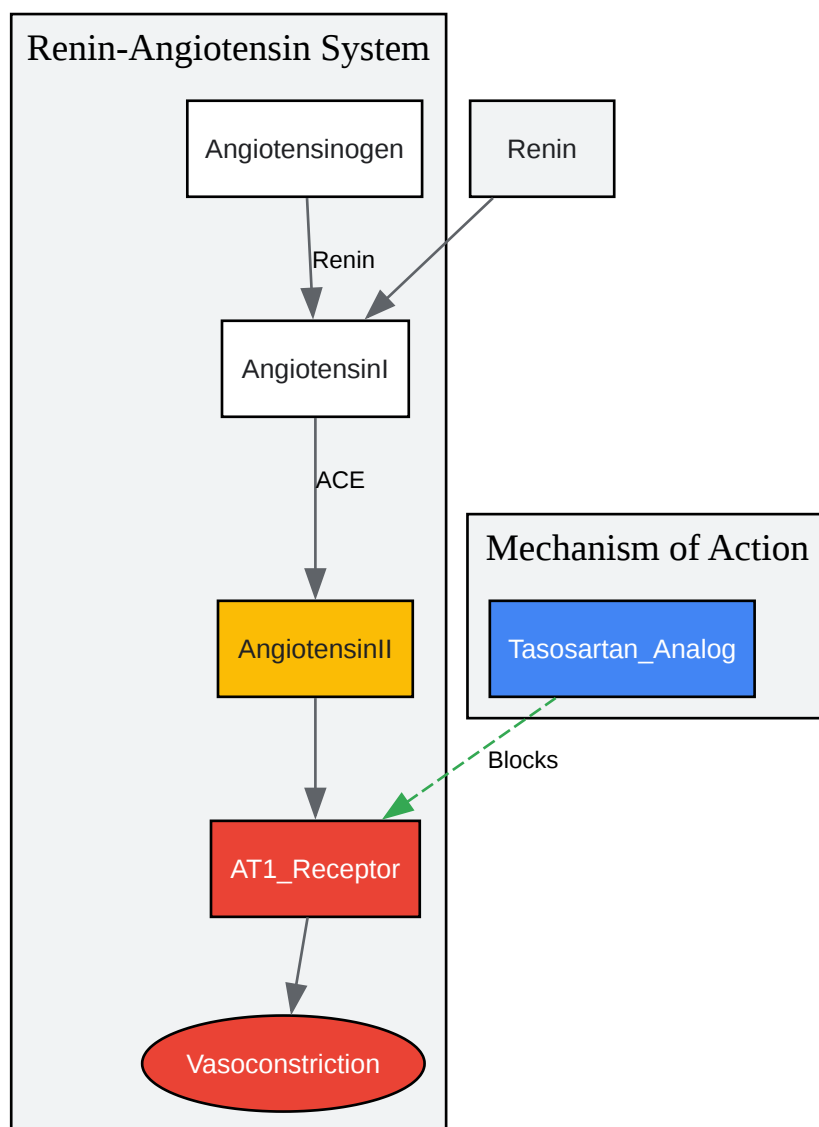 Renin-Angiotensin System
Angiotensinogen
Renin
Renin
AngiotensinI
ACE
Mechanism of Action
AngiotensinII
Tasosartan_Analog
Blocks
AT1_Receptor
Vasoconstriction